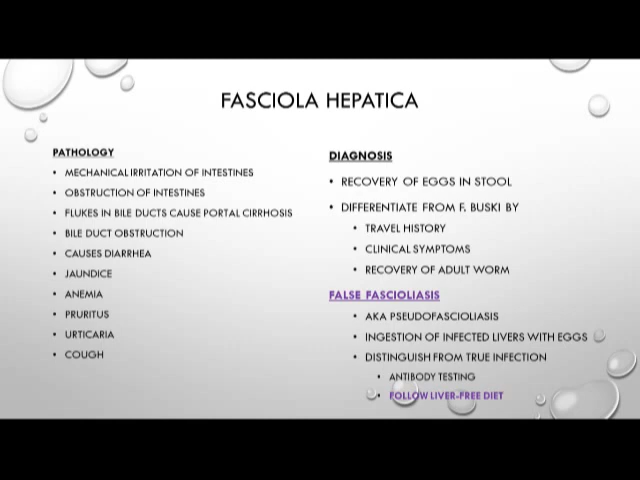 FASCIOLA HEPATICA
PATHOLOGY
• MECHANICAL IRRITATION OF INTESTINES
• OBSTRUCTION OF INTESTINES
• FLUKES IN BILE DUCTS CAUSE PORTAL CIRRHOSIS
• BILE DUCT OBSTRUCTION
• CAUSES DIARRHEA
• JAUNDICE
• ANEMIA
• PRURITUS
• URTICARIA
• COUGH
DIAGNOSIS
• RECOVERY OF EGGS IN STOOL
• DIFFERENTIATE FROM F. BUSKI BY
• TRAVEL HISTORY
• CLINICAL SYMPTOMS
• RECOVERY OF ADULT WORM
FALSE FASCIOLIASIS
• AKA PSEUDOFASCIOLIASIS
• INGESTION OF INFECTED LIVERS WITH EGGS
• DISTINGUISH FROM TRUE INFECTION
• ANTIBODY TESTING
• FOLLOW LIVER-FREE DIET